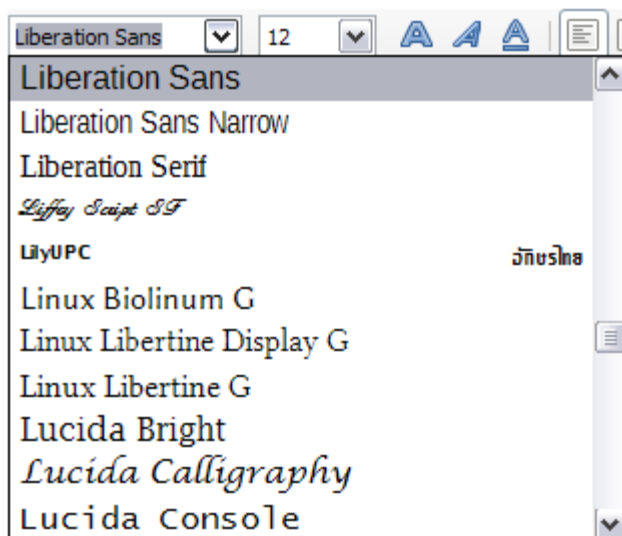 Liberation Sans 12
Liberation Sans
Liberation Sans Narrow
Liberation Serif
Liffey Script SF
LilyUPC อักษรไทย
Linux Biolinum G
Linux Libertine Display G
Linux Libertine G
Lucida Bright
Lucida Calligraphy
Lucida Console